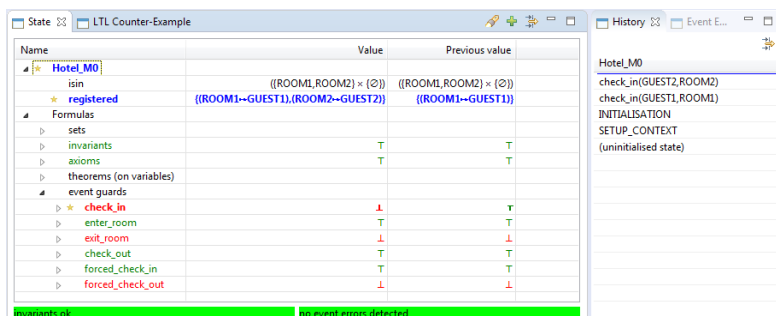 State LTL Counter-Example
Name Value Previous value
Hotel_M0
isin ({ROOM1,ROOM2} × {∅}) ({ROOM1,ROOM2} × {∅})
registered {(ROOM1↦GUEST1),(ROOM2↦GUEST2)} {(ROOM1↦GUEST1)}
Formulas
sets
invariants ⊤ ⊤
axioms ⊤ ⊤
theorems (on variables)
event guards
check_in ⊥ ⊤
enter_room ⊤ ⊤
exit_room ⊥ ⊥
check_out ⊤ ⊤
forced_check_in ⊤ ⊤
forced_check_out ⊥ ⊥
invariants ok no event errors detected
History Event E...
Hotel_M0
check_in(GUEST2,ROOM2)
check_in(GUEST1,ROOM1)
INITIALISATION
SETUP_CONTEXT
(uninitialised state)